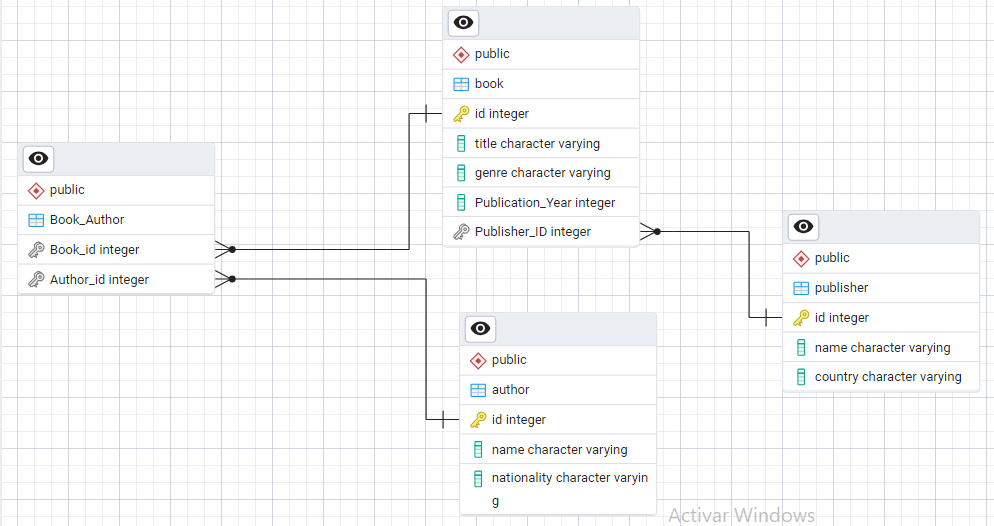 public
book
id integer
title character varying
genre character varying
Publication_Year integer
Publisher_ID integer
public
Book_Author
Book_id integer
Author_id integer
public
publisher
id integer
name character varying
country character varying
public
author
id integer
name character varying
nationality character varyin
g
Activar Windows